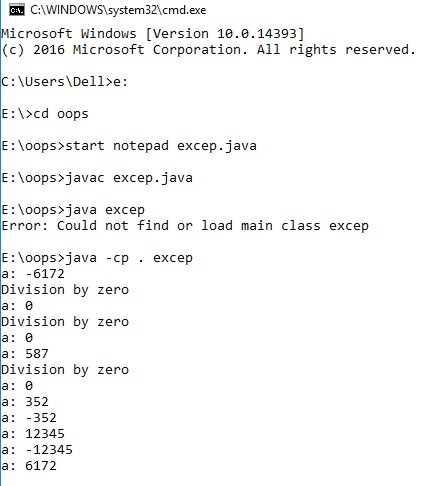 C:\WINDOWS\system32\cmd.exe
Microsoft Windows [Version 10.0.14393]
(c) 2016 Microsoft Corporation. All rights reserved.
C:\Users\Dell>e:
E:\>cd oops
E:\oops>start notepad excep.java
E:\oops>javac excep.java
E:\oops>java excep
Error: Could not find or load main class excep
E:\oops>java -cp . excep
a: -6172
Division by zero
a: 0
Division by zero
a: 0
a: 587
Division by zero
a: 0
a: 352
a: -352
a: 12345
a: -12345
a: 6172